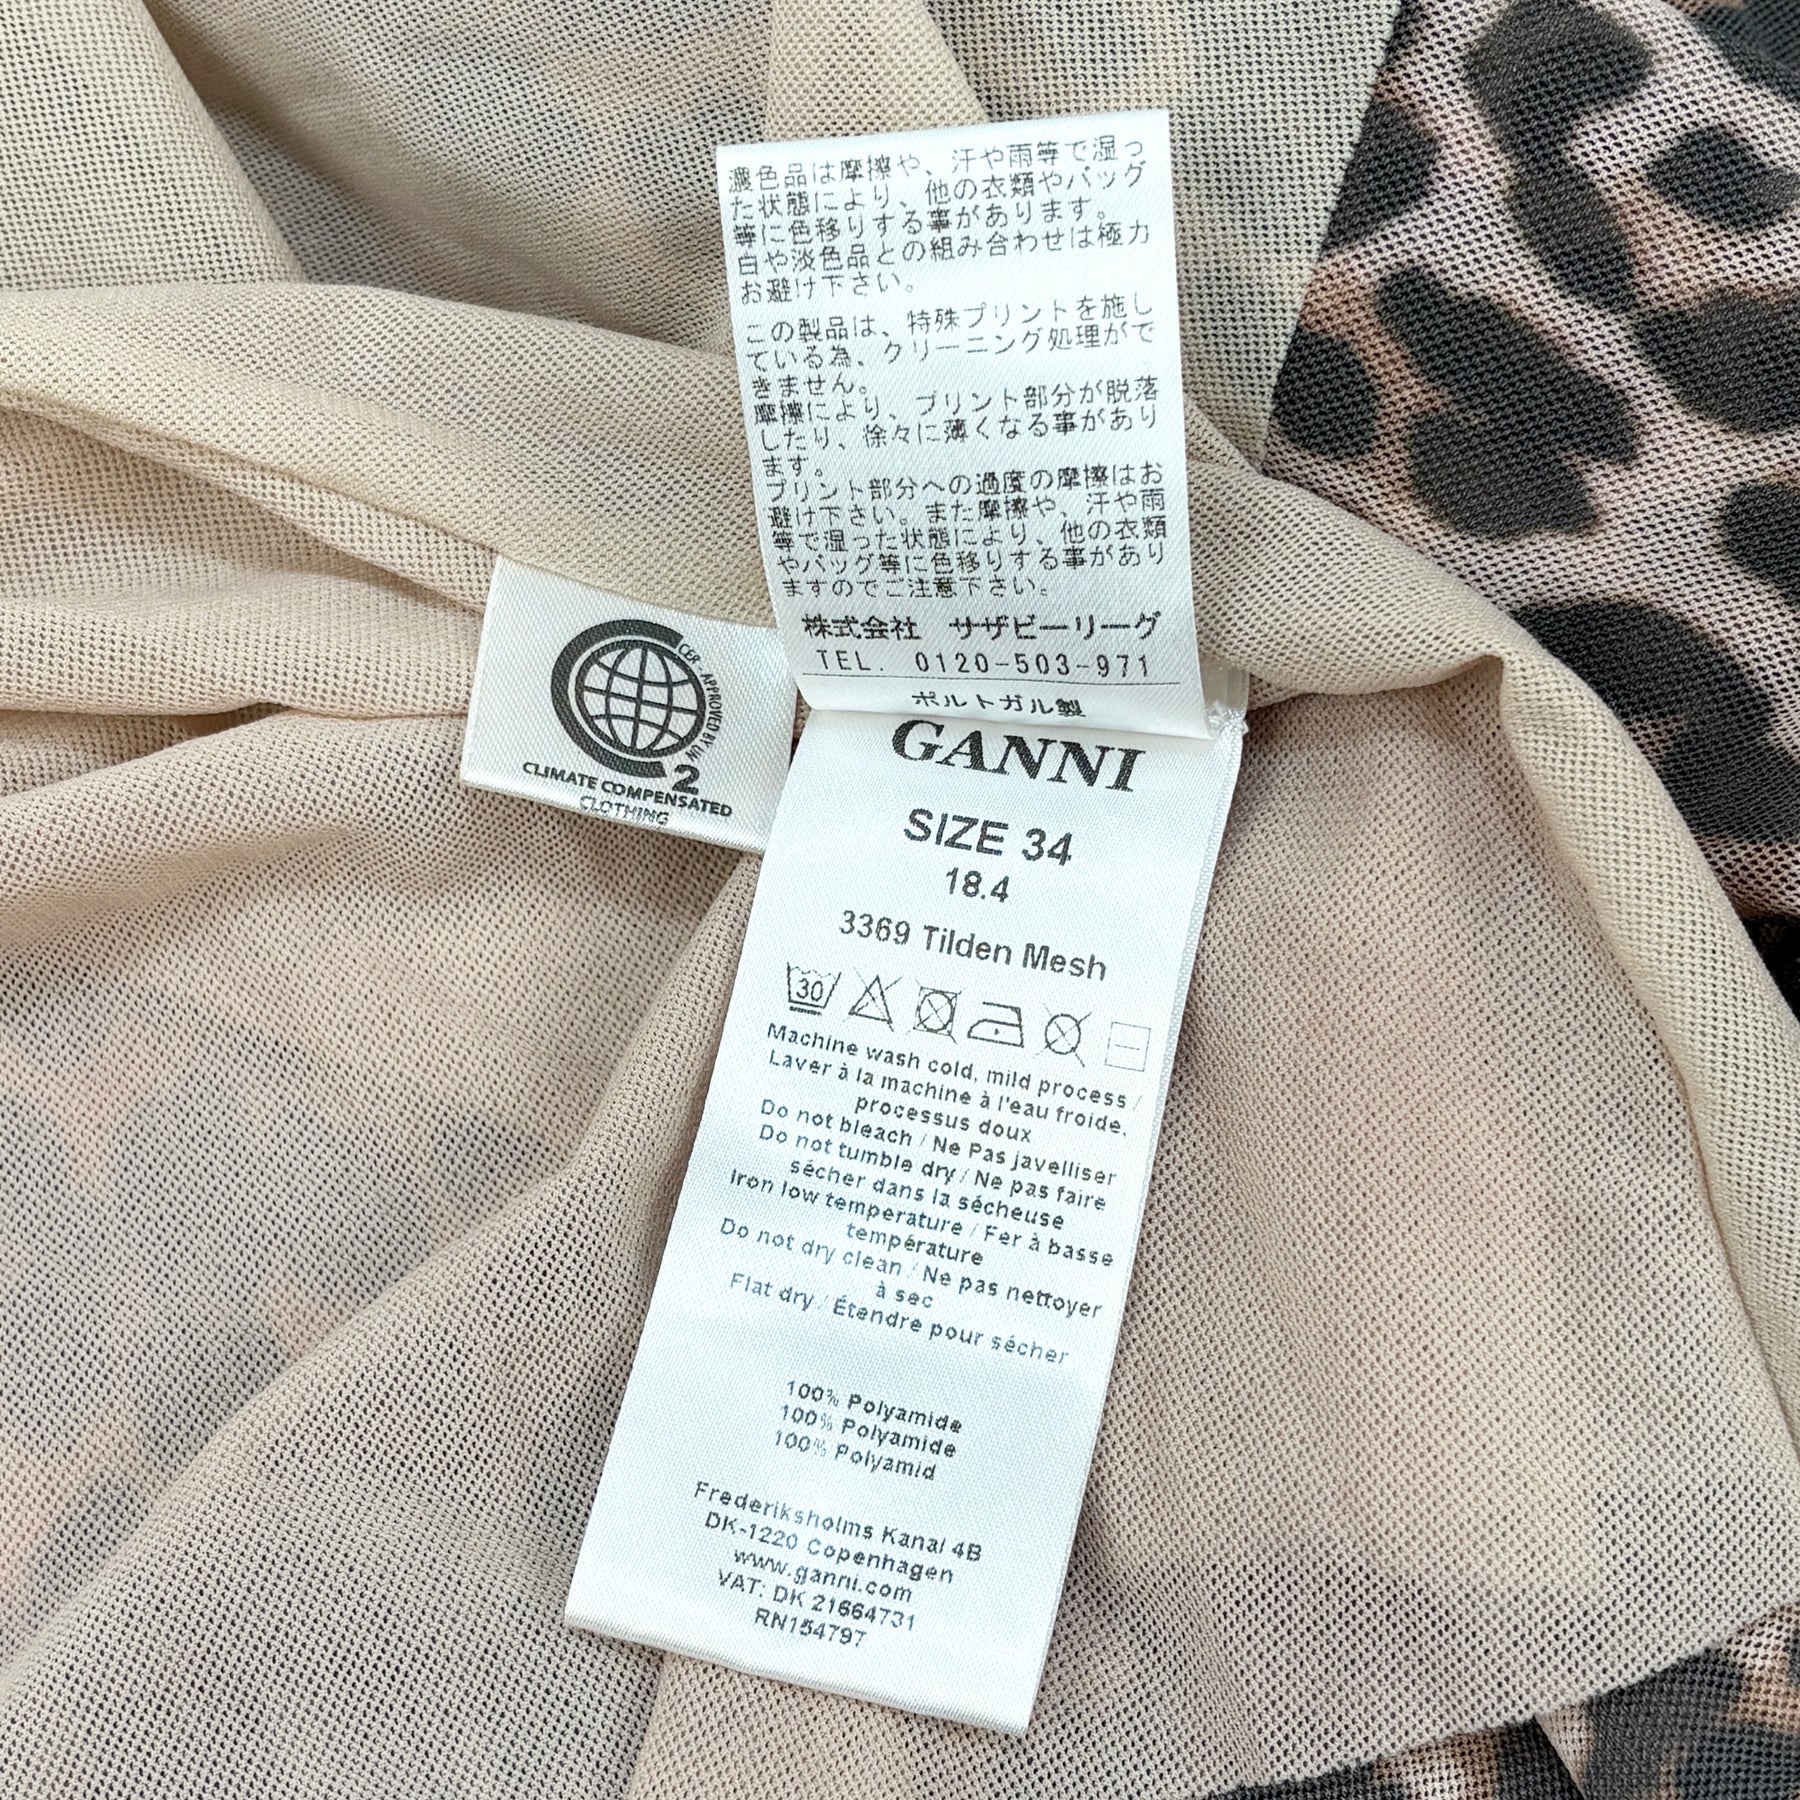 濃色品は摩擦や、汗や雨等で湿っ
た状態により、他の衣類やバッグ
等に色移りする事があります。
白や淡色品との組み合わせは極力
お避け下さい。
この製品は、特殊プリントを施し
ている為、クリーニング処理がで
きません。
摩擦により、プリント部分が脱落
したり、徐々に薄くなる事があり
ます。
プリント部分への過度の摩擦はお
避け下さい。また摩擦や、汗や雨
等で湿った状態により、他の衣類
やバッグ等に色移りする事があり
ますのでご注意下さい。
株式会社 サザビーリーグ
TEL. 0120-503-971
ポルトガル製
CER - APPROVED BY UN
2
CLIMATE COMPENSATED
CLOTHING
GANNI
SIZE 34
18.4
3369 Tilden Mesh
30
Machine wash cold, mild process /
Laver à la machine à l'eau froide,
processus doux
Do not bleach / Ne Pas javelliser
Do not tumble dry / Ne pas faire
sécher dans la sécheuse
Iron low temperature / Fer à basse
température
Do not dry clean / Ne pas nettoyer
à sec
Flat dry / Étendre pour sécher
100% Polyamide
100% Polyamide
100% Polyamid
Frederiksholms Kanal 4B
DK-1220 Copenhagen
www.ganni.com
VAT: DK 21664731
RN154797